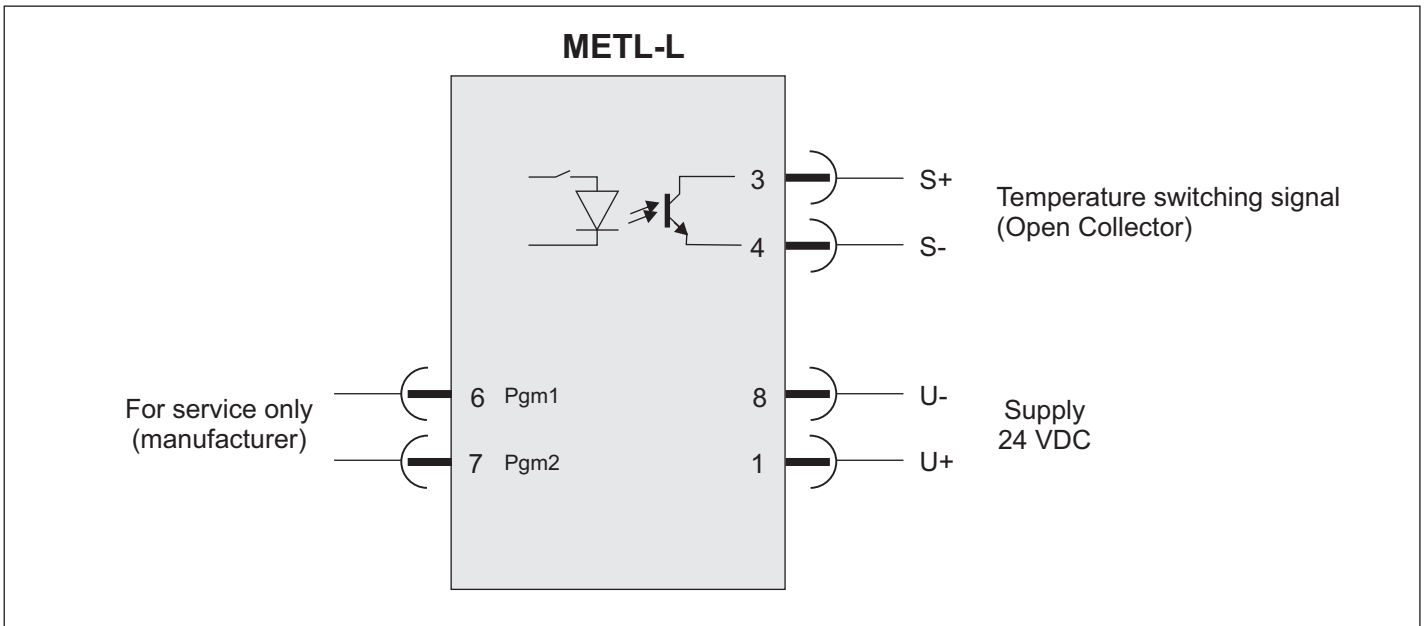 METL-L
3
S+
Temperature switching signal
(Open Collector)
4
S-
For service only
(manufacturer)
6 Pgm1
7 Pgm2
8
U-
Supply
24 VDC
1
U+